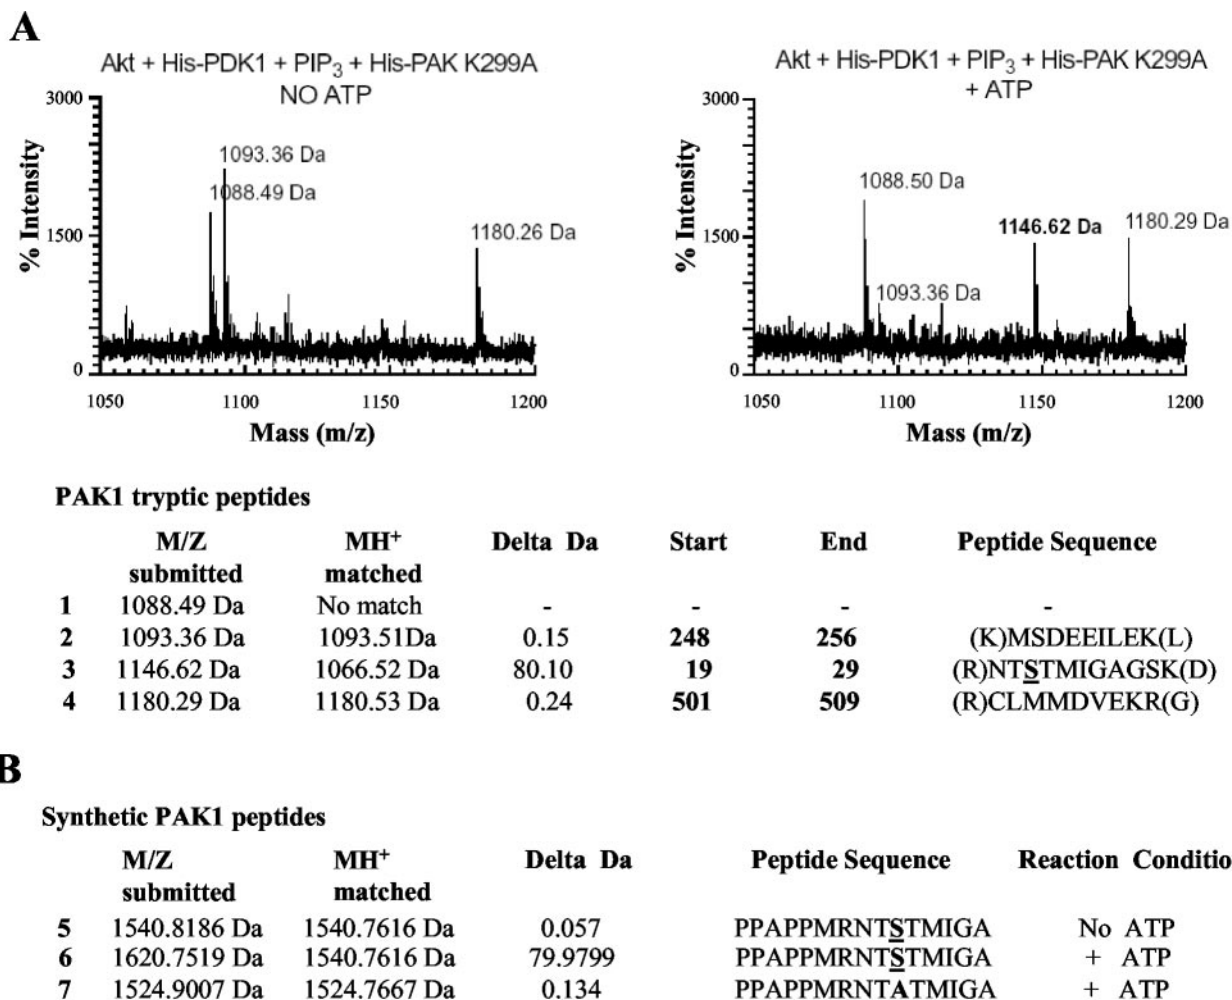 A
Akt + His-PDK1 + PIP3 + His-PAK K299A
NO ATP
3000
1500
0
% Intensity
1093.36 Da
1088.49 Da
1180.26 Da
1050 1100 1150 1200
Mass (m/z)
Akt + His-PDK1 + PIP3 + His-PAK K299A
+ ATP
3000
1500
0
% Intensity
1088.50 Da
1093.36 Da
1146.62 Da
1180.29 Da
1050 1100 1150 1200
Mass (m/z)
PAK1 tryptic peptides
M/Z MH+ Delta Da Start End Peptide Sequence
submitted matched
1 1088.49 Da No match - - - -
2 1093.36 Da 1093.51Da 0.15 248 256 (K)MSDEEILEK(L)
3 1146.62 Da 1066.52 Da 80.10 19 29 (R)NTSTMIGAGSK(D)
4 1180.29 Da 1180.53 Da 0.24 501 509 (R)CLMMDVEKR(G)
B
Synthetic PAK1 peptides
M/Z MH+ Delta Da Peptide Sequence Reaction Conditio
submitted matched
5 1540.8186 Da 1540.7616 Da 0.057 PPAPPMRNTSTMIGA No ATP
6 1620.7519 Da 1540.7616 Da 79.9799 PPAPPMRNTSTMIGA + ATP
7 1524.9007 Da 1524.7667 Da 0.134 PPAPPMRNTATMIGA + ATP